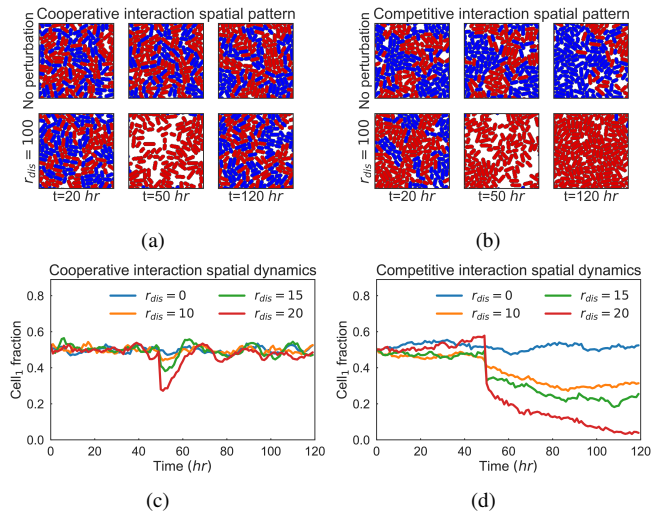 Cooperative interaction spatial pattern
No perturbation
r_dis = 100
t=20 hr
t=50 hr
t=120 hr
(a)
Competitive interaction spatial pattern
No perturbation
r_dis = 100
t=20 hr
t=50 hr
t=120 hr
(b)
Cooperative interaction spatial dynamics
r_dis = 0
r_dis = 15
r_dis = 10
r_dis = 20
Cell₁ fraction
0.8
0.6
0.4
0.2
0.0
0 20 40 60 80 100 120
Time (hr)
(c)
Competitive interaction spatial dynamics
r_dis = 0
r_dis = 15
r_dis = 10
r_dis = 20
Cell₁ fraction
0.8
0.6
0.4
0.2
0.0
0 20 40 60 80 100 120
Time (hr)
(d)